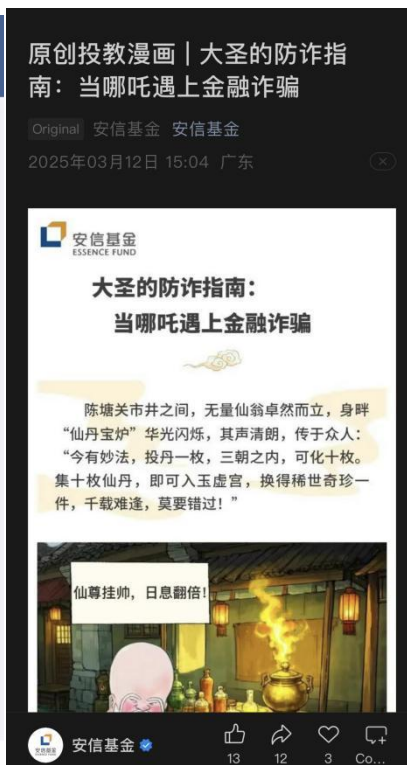 原创投教漫画 | 大圣的防诈指
南：当哪吒遇上金融诈骗
Original 安信基金 安信基金
2025年03月12日 15:04 广东
安信基金
ESSENCE FUND
大圣的防诈指南：
当哪吒遇上金融诈骗
陈塘关市井之间，无量仙翁卓然而立，身畔
“仙丹宝炉”华光闪烁，其声清朗，传于众人：
“今有妙法，投丹一枚，三朝之内，可化十枚。
集十枚仙丹，即可入玉虚宫，换得稀世奇珍一
件，千载难逢，莫要错过！”
仙尊挂帅，日息翻倍！
安信基金
13 12 3 Co...